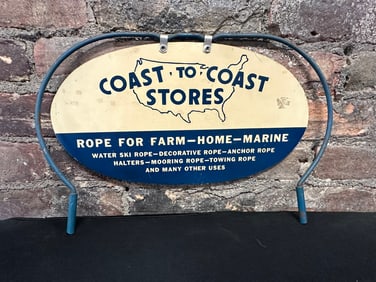 COAST • TO • COAST
STORES
ROPE FOR FARM—HOME—MARINE
WATER SKI ROPE—DECORATIVE ROPE—ANCHOR ROPE
HALTERS—MOORING ROPE—TOWING ROPE
AND MANY OTHER USES